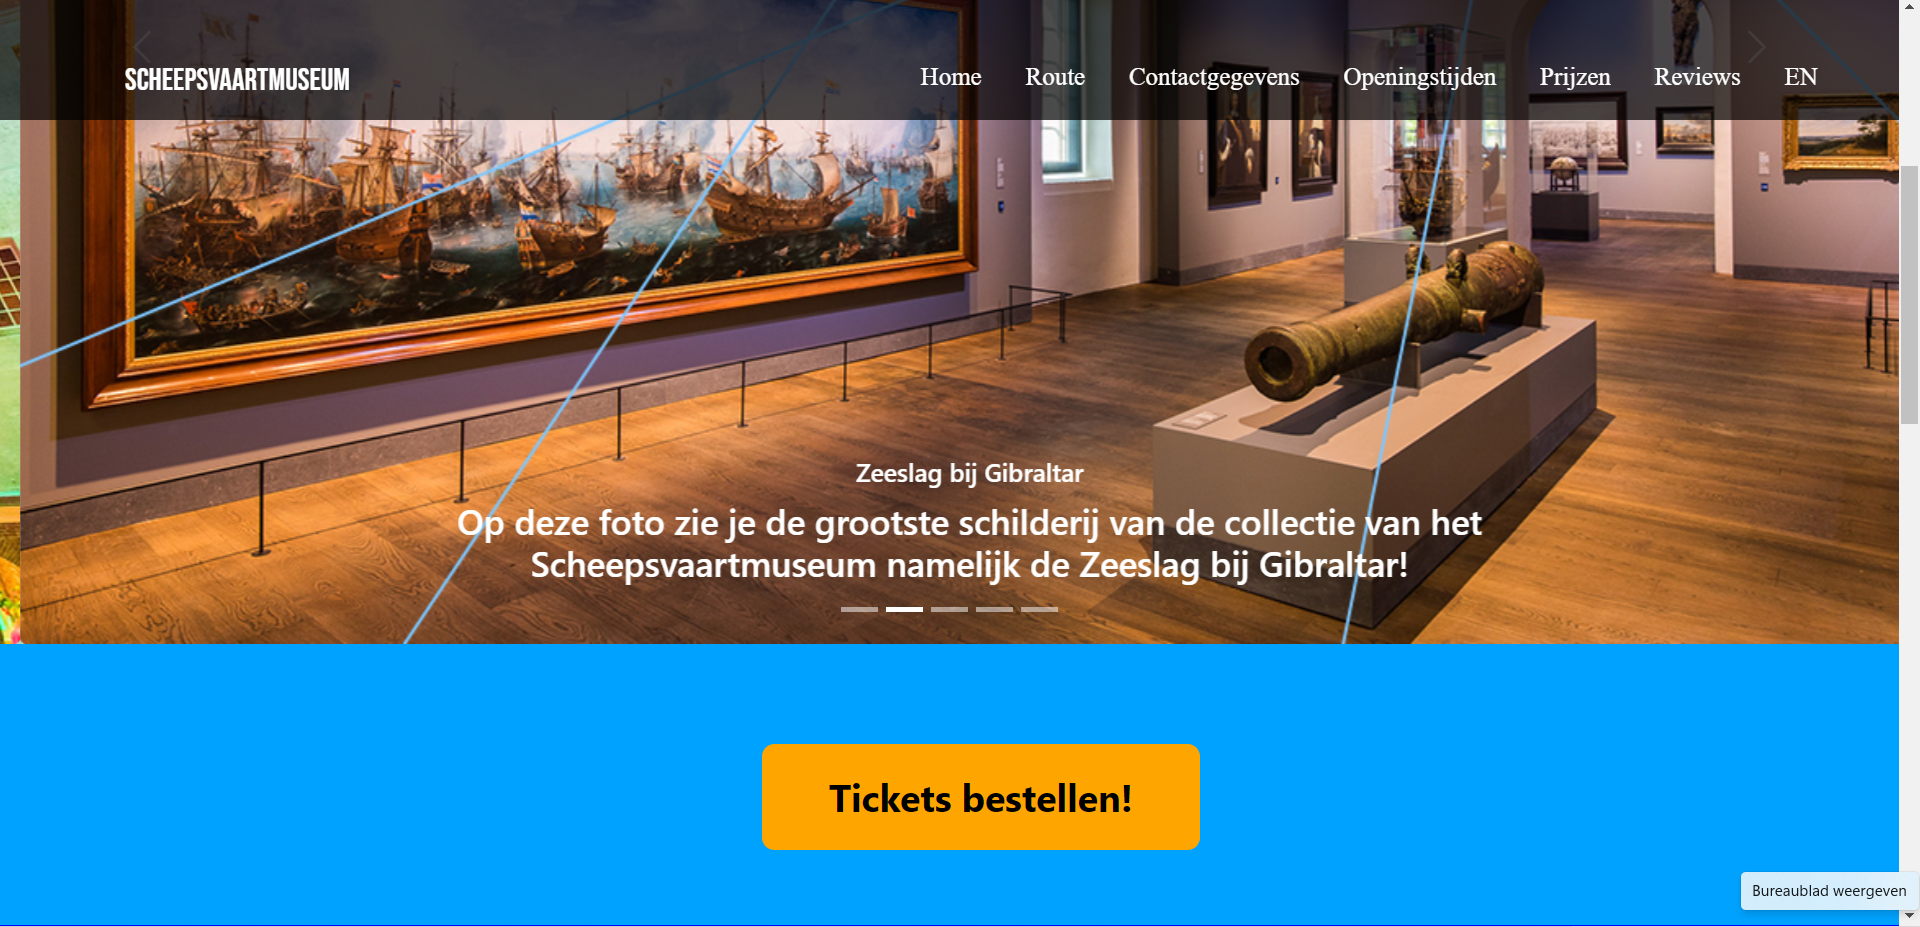 SCHEEPSVAARTMUSEUM
Home Route Contactgegevens Openingstijden Prijzen Reviews EN
Zeeslag bij Gibraltar
Op deze foto zie je de grootste schilderij van de collectie van het
Scheepsvaartmuseum namelijk de Zeeslag bij Gibraltar!
Tickets bestellen!
Bureaublad weergeven